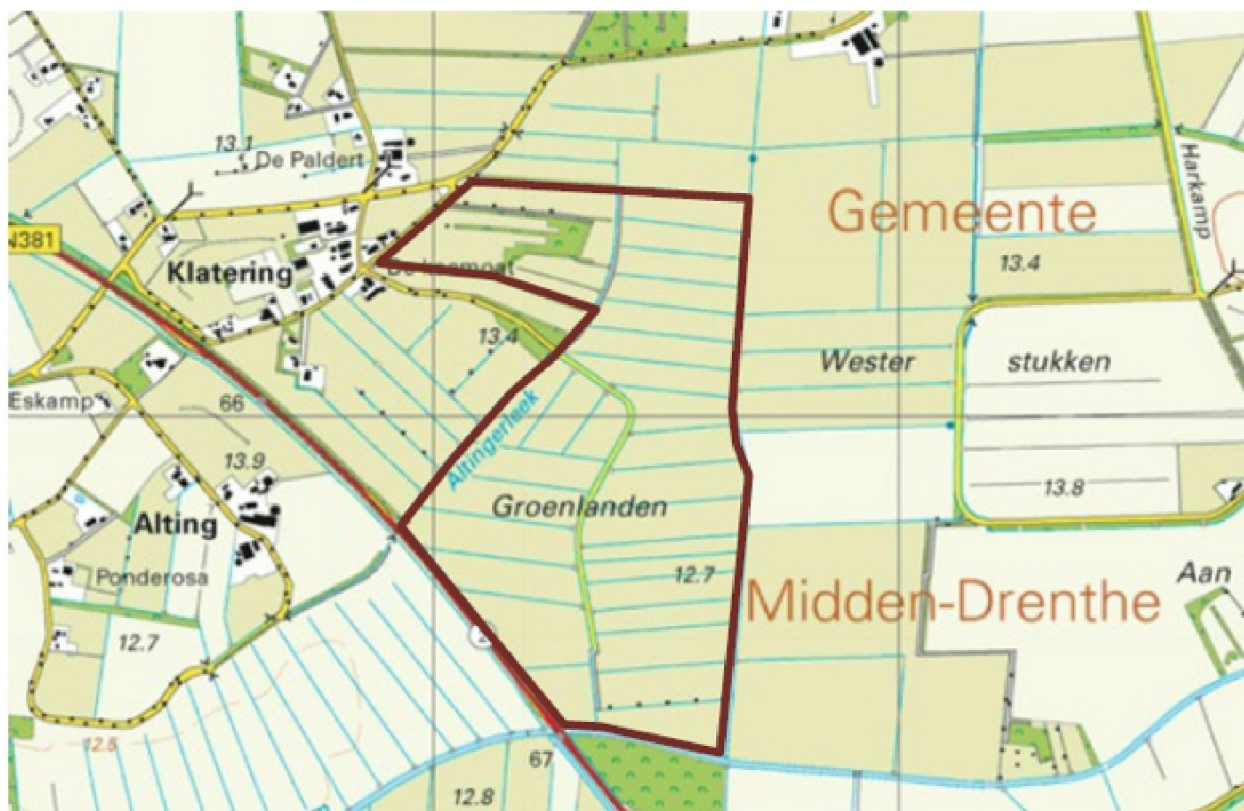 13.1
De Paldert
Harkamp
Gemeente
N381
Klatering
13.4
13.4
Wester
stukken
Eskamp
66
Altingerleek
13.9
13.8
Groenlanden
Alting
12.7
Aan
Ponderosa
Midden-Drenthe
12.7
12.6
67
12.8